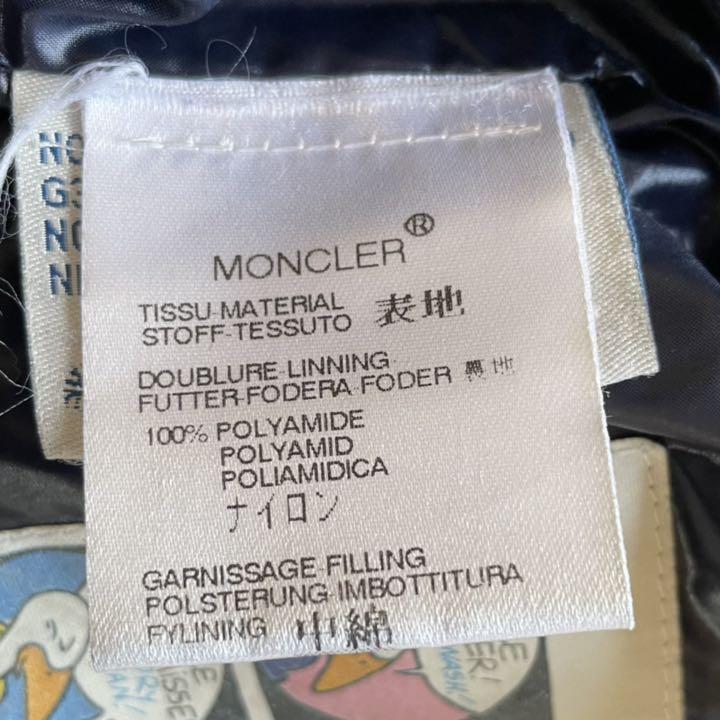 MONCLER®
TISSU-MATERIAL
STOFF-TESSUTO 表地
DOUBLURE-LINNING-
FUTTER-FODERA-FODER 裏地
100% POLYAMIDE
POLYAMID
POLIAMIDICA
ナイロン
GARNISSAGE-FILLING
POLSTERUNG-IMBOTTITURA
FYLINING 中綿